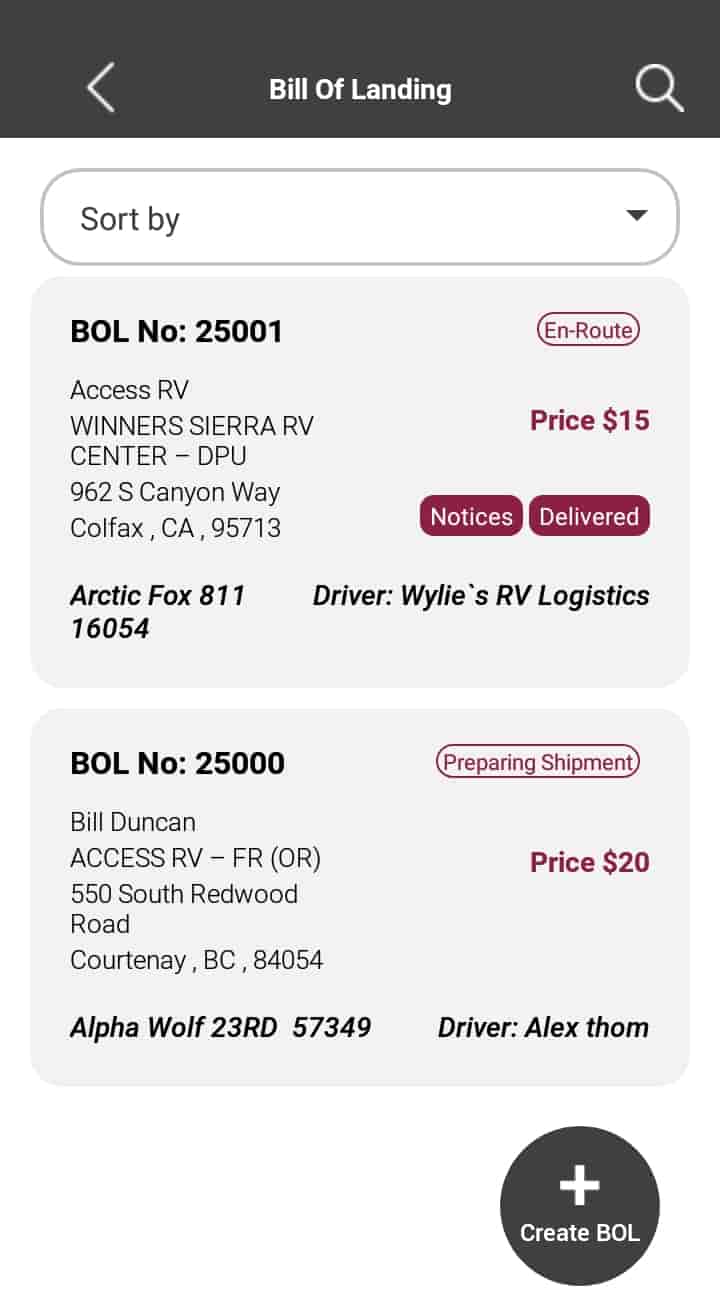 Bill Of Landing
Sort by
BOL No: 25001
En-Route
Access RV
WINNERS SIERRA RV
CENTER – DPU
962 S Canyon Way
Colfax , CA , 95713
Price $15
Notices
Delivered
Arctic Fox 811
16054
Driver: Wylie`s RV Logistics
BOL No: 25000
Preparing Shipment
Bill Duncan
ACCESS RV – FR (OR)
550 South Redwood
Road
Courtenay , BC , 84054
Price $20
Alpha Wolf 23RD  57349
Driver: Alex thom
Create BOL